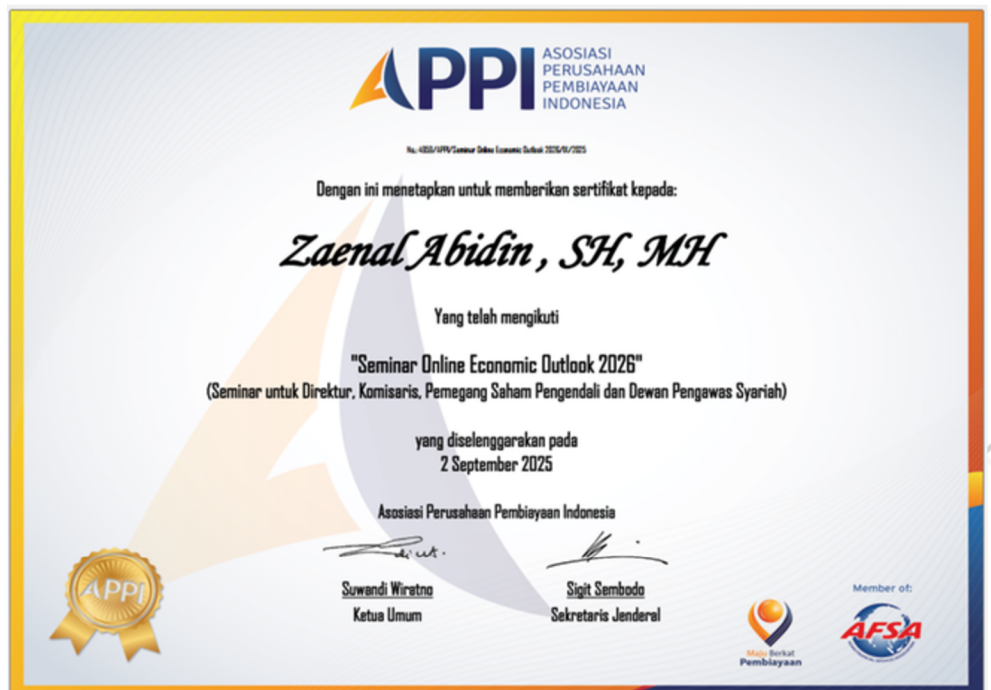 APPI
ASOSIASI
PERUSAHAAN
PEMBIAYAAN
INDONESIA
Dengan ini menetapkan untuk memberikan sertifikat kepada:
Zaenal Abidin , SH, MH
Yang telah mengikuti
"Seminar Online Economic Outlook 2026"
(Seminar untuk Direktur, Komisaris, Pemegang Saham Pengendali dan Dewan Pengawas Syariah)
yang diselenggarakan pada
2 September 2025
Asosiasi Perusahaan Pembiayaan Indonesia
Suwandi Wiratno
Ketua Umum
Sigit Sembodo
Sekretaris Jenderal
APPI
Maju Berkat
Pembiayaan
Member of:
AFSA